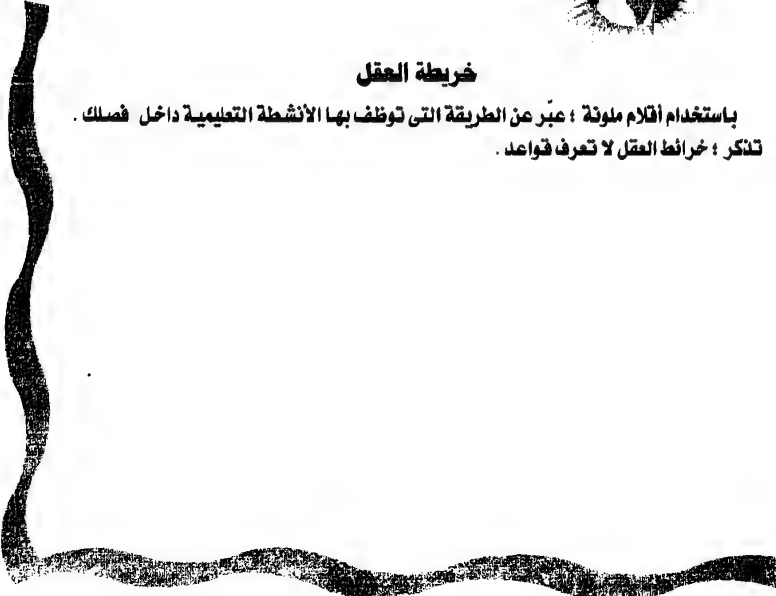 خريطة العقل
باستخدام أقلام ملونة ؛ عبّر عن الطريقة التى توظف بها الأنشطة التعليمية داخل فصلك .
تذكر ؛ خرائط العقل لا تعرف قواعد .